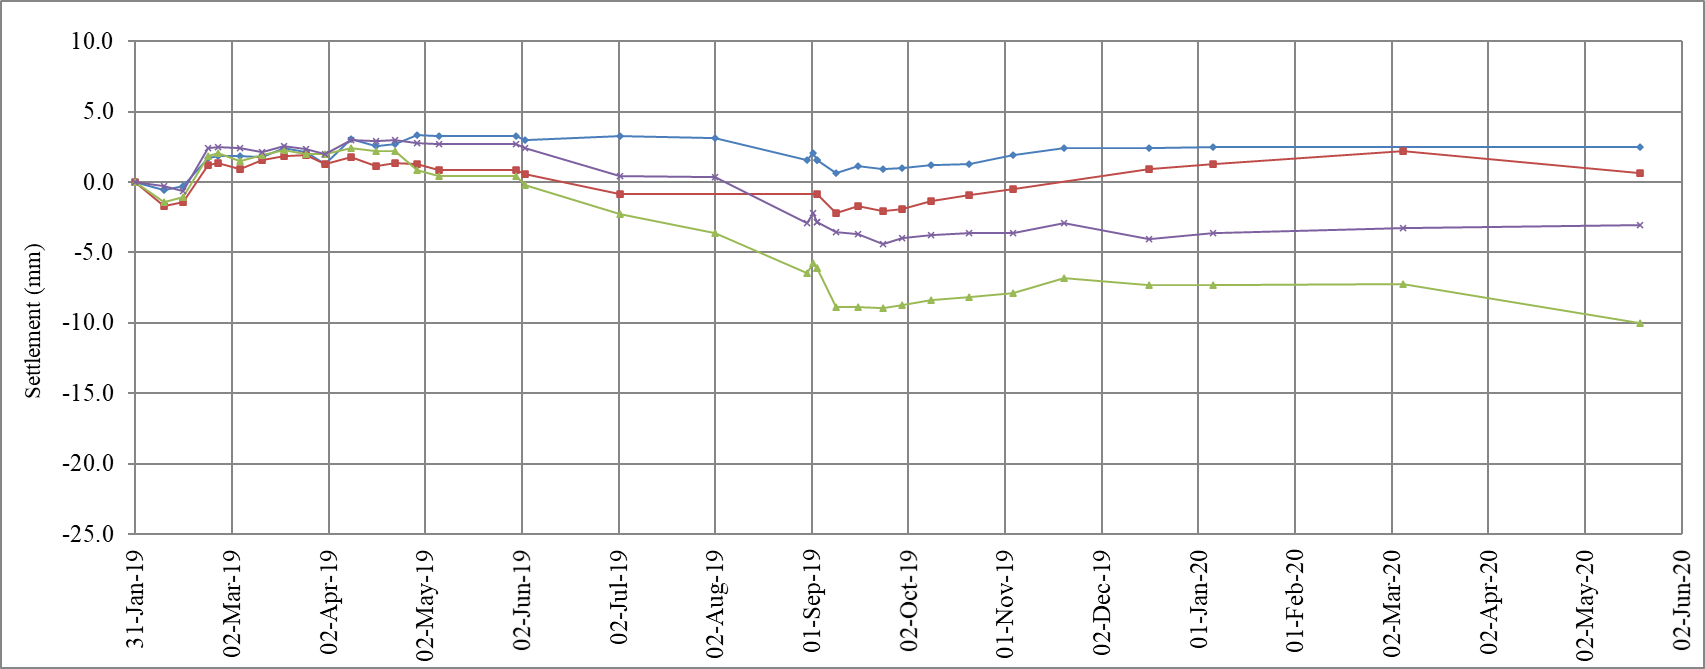 10.0
5.0
0.0
-5.0
-10.0
-15.0
-20.0
-25.0
Settlement (mm)
31-Jan-19
02-Mar-19
02-Apr-19
02-May-19
02-Jun-19
02-Jul-19
02-Aug-19
01-Sep-19
02-Oct-19
01-Nov-19
02-Dec-19
01-Jan-20
01-Feb-20
02-Mar-20
02-Apr-20
02-May-20
02-Jun-20